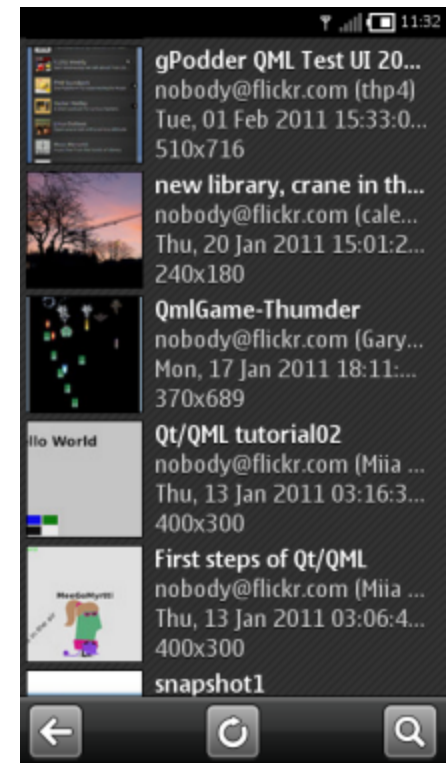 11:32
gPodder QML Test UI 20...
nobody@flickr.com (thp4)
Tue, 01 Feb 2011 15:33:0...
510x716
new library, crane in th...
nobody@flickr.com (cale...
Thu, 20 Jan 2011 15:01:2...
240x180
QmlGame-Thumder
nobody@flickr.com (Gary...
Mon, 17 Jan 2011 18:11:...
370x689
llo World
Qt/QML tutorial02
nobody@flickr.com (Miia ...
Thu, 13 Jan 2011 03:16:3...
400x300
MeeGoMyrtti
First steps of Qt/QML
nobody@flickr.com (Miia ...
Thu, 13 Jan 2011 03:06:4...
400x300
snapshot1